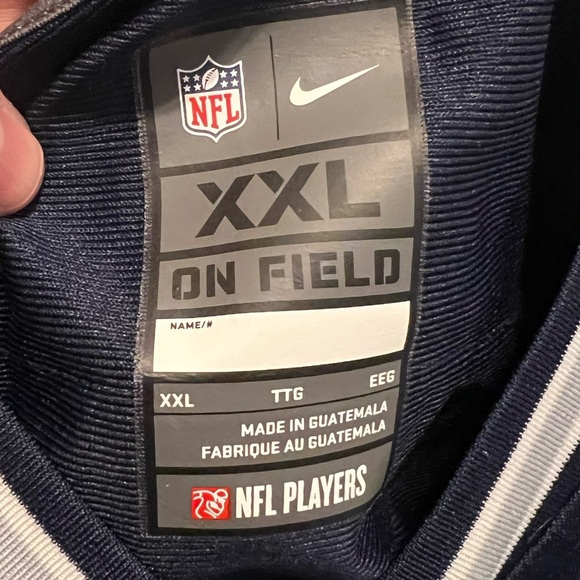 NFL
XXL
ON FIELD
NAME/#
XXL TTG EEG
MADE IN GUATEMALA
FABRIQUE AU GUATEMALA
NFL PLAYERS